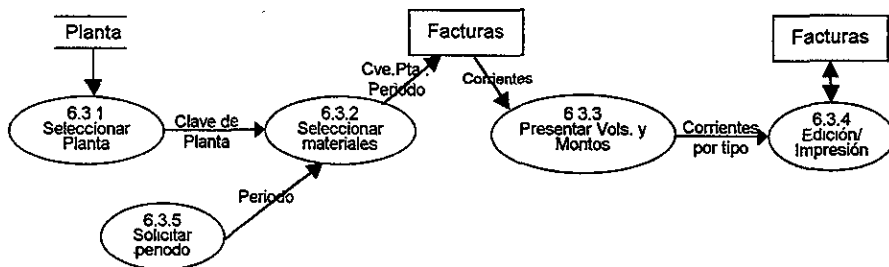 Planta
Facturas
Facturas
Cve.Pta.
Periodo
Corrientes
6.3 1
Seleccionar
Planta
Clave de
Planta
6.3.2
Seleccionar
materiales
6 3.3
Presentar Vols. y
Montos
Corrientes
por tipo
6.3.4
Edición/
Impresión
Periodo
6.3.5
Solicitar
periodo